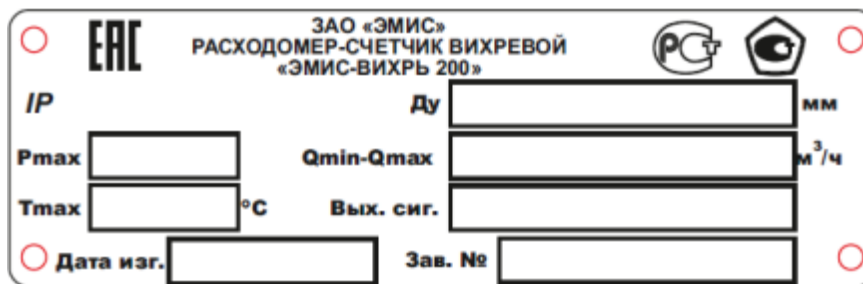 ЗАО «ЭМИС»
EAC РАСХОДОМЕР-СЧЕТЧИК ВИХРЕВОЙ РСТ С
«ЭМИС-ВИХРЬ 200»
IP Ду мм
Pmax Qmin-Qmax м³/ч
Tmax °C Вых. сиг.
Дата изг. Зав. №